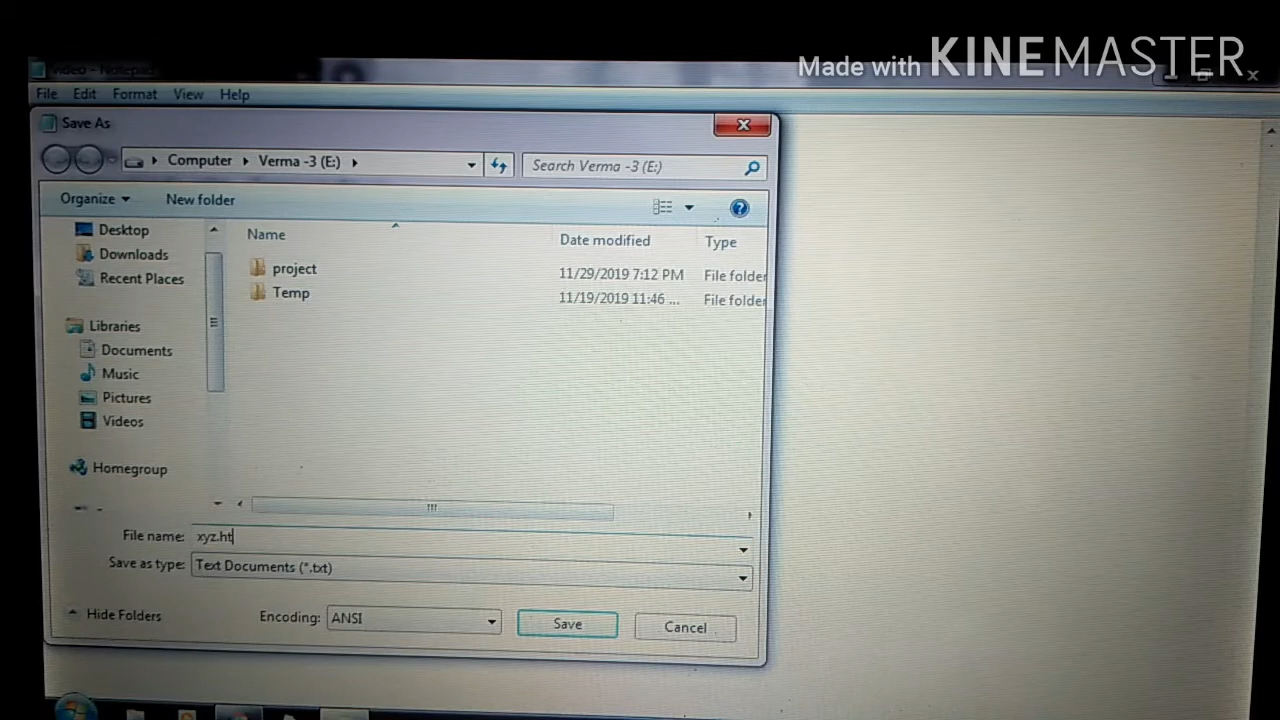 Made with KINEMASTER
video - Notepad
File Edit Format View Help
Save As
Computer Verma -3 (E:)
Search Verma -3 (E:)
Organize New folder
Name Date modified Type
project 11/29/2019 7:12 PM File folder
Temp 11/19/2019 11:46 ... File folder
Desktop
Downloads
Recent Places
Libraries
Documents
Music
Pictures
Videos
Homegroup
File name: xyz.ht
Save as type: Text Documents (*.txt)
Hide Folders Encoding: ANSI Save Cancel